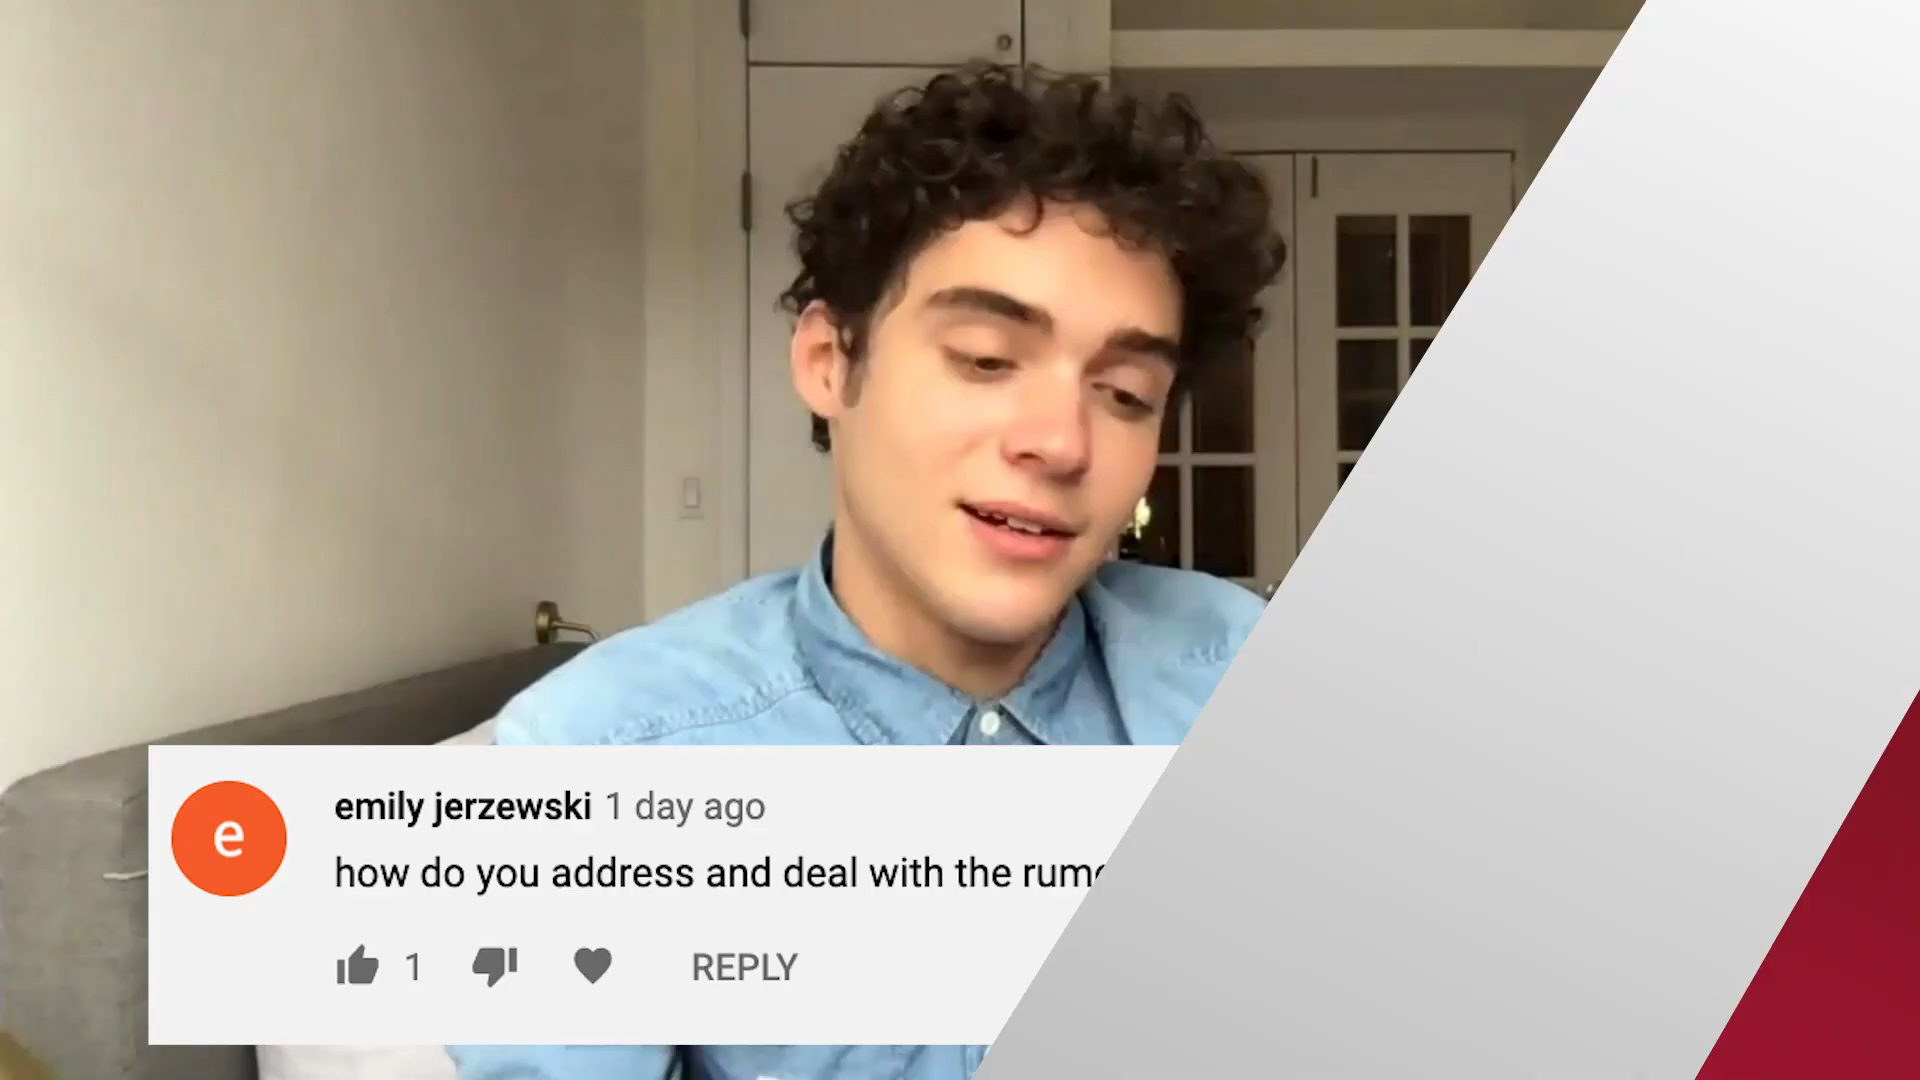 e
emily jerzewski 1 day ago
how do you address and deal with the
1
REPLY